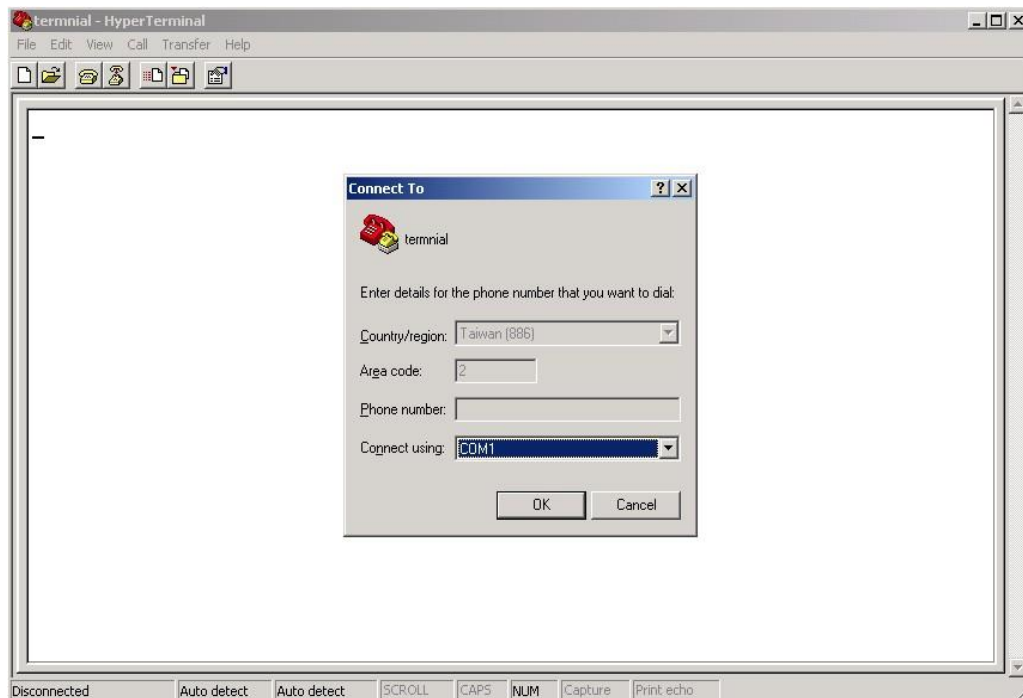 termnial - HyperTerminal
File Edit View Call Transfer Help
Connect To
termnial
Enter details for the phone number that you want to dial:
Country/region: Taiwan (886)
Area code: 2
Phone number:
Connect using: COM1
OK Cancel
Disconnected Auto detect Auto detect SCROLL CAPS NUM Capture Print echo